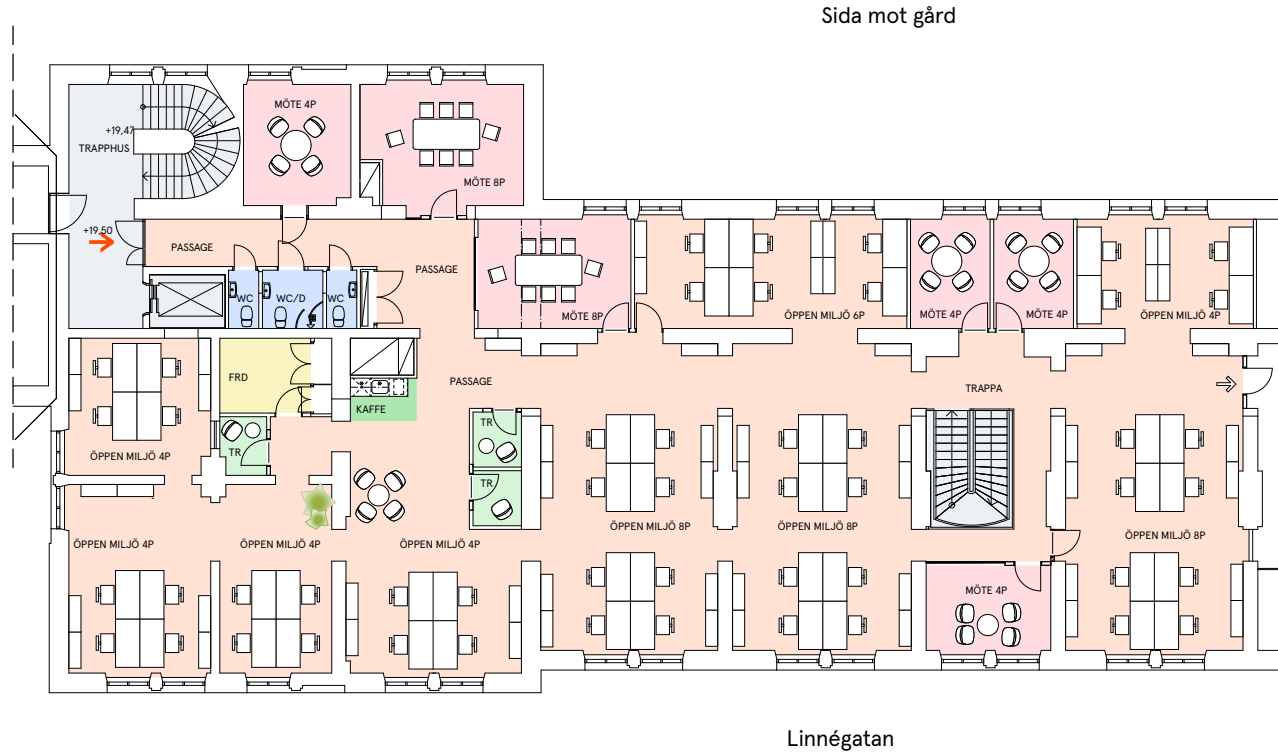 Sida mot gård
MÖTE 4P
+19,47
TRAPPHUS
MÖTE 8P
+19,50
PASSAGE
PASSAGE
WC
WC/D
WC
MÖTE 8P
ÖPPEN MILJÖ 6P
MÖTE 4P
MÖTE 4P
ÖPPEN MILJÖ 4P
FRD
PASSAGE
TRAPPA
KAFFE
TR
TR
ÖPPEN MILJÖ 4P
TR
ÖPPEN MILJÖ 8P
ÖPPEN MILJÖ 8P
ÖPPEN MILJÖ 8P
ÖPPEN MILJÖ 4P
ÖPPEN MILJÖ 4P
ÖPPEN MILJÖ 4P
MÖTE 4P
Linnégatan